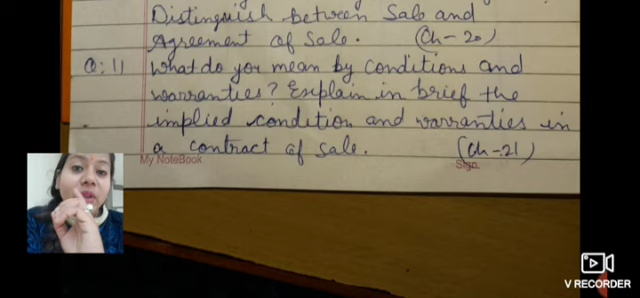 Distinguish between Sale and
Agreement of Sale. (Ch-20)
Q:11 What do you mean by conditions and
warranties? Explain in brief the
implied condition and warranties in
a contract of Sale. (Ch-21)
My NoteBook
Sign.
V RECORDER